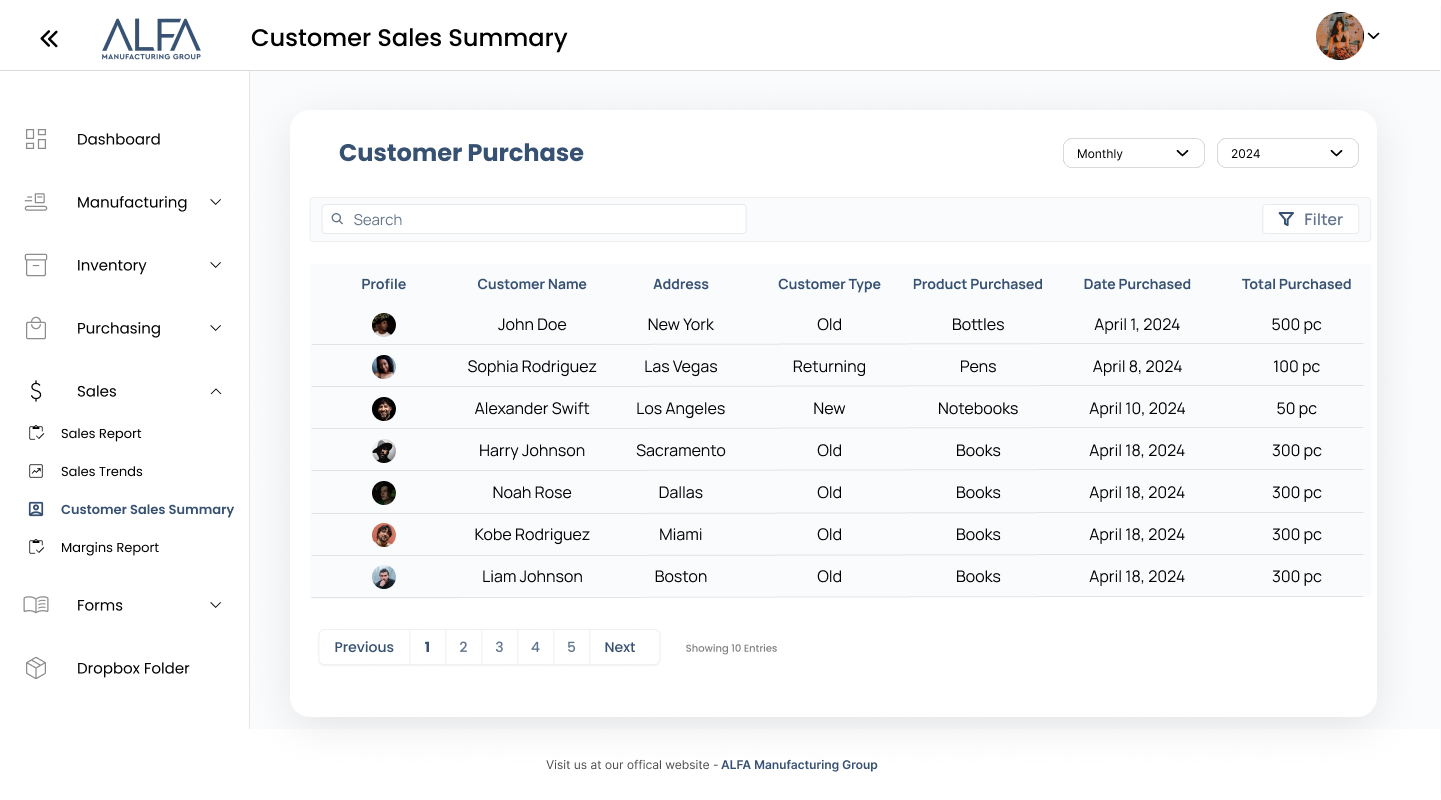 ALFA
MANUFACTURING GROUP
Customer Sales Summary
Dashboard
Manufacturing
Inventory
Purchasing
Sales
Sales Report
Sales Trends
Customer Sales Summary
Margins Report
Forms
Dropbox Folder
Customer Purchase
Monthly
2024
Search
Filter
Profile Customer Name Address Customer Type Product Purchased Date Purchased Total Purchased
John Doe New York Old Bottles April 1, 2024 500 pc
Sophia Rodriguez Las Vegas Returning Pens April 8, 2024 100 pc
Alexander Swift Los Angeles New Notebooks April 10, 2024 50 pc
Harry Johnson Sacramento Old Books April 18, 2024 300 pc
Noah Rose Dallas Old Books April 18, 2024 300 pc
Kobe Rodriguez Miami Old Books April 18, 2024 300 pc
Liam Johnson Boston Old Books April 18, 2024 300 pc
Previous 1 2 3 4 5 Next Showing 10 Entries
Visit us at our offical website - ALFA Manufacturing Group